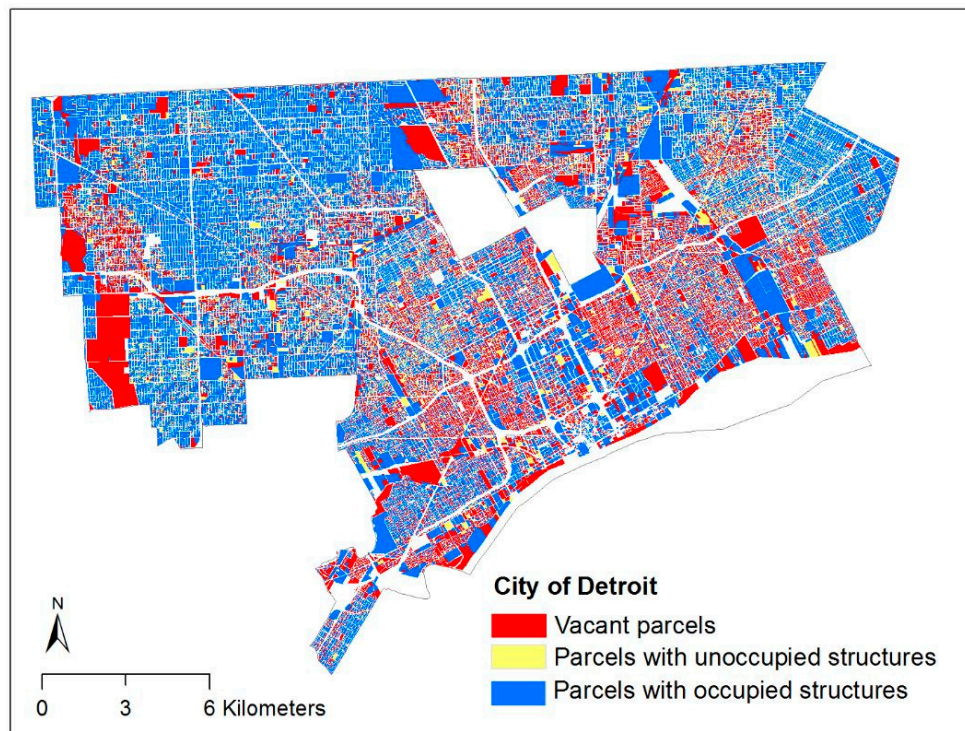 City of Detroit
Vacant parcels
Parcels with unoccupied structures
Parcels with occupied structures
N
0 3 6 Kilometers